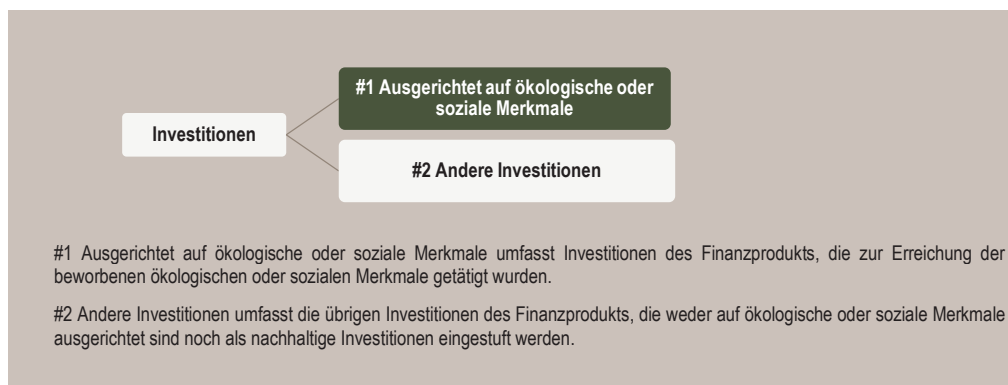 #1 Ausgerichtet auf ökologische oder
soziale Merkmale
Investitionen
#2 Andere Investitionen
#1 Ausgerichtet auf ökologische oder soziale Merkmale umfasst Investitionen des Finanzprodukts, die zur Erreichung der
beworbenen ökologischen oder sozialen Merkmale getätigt wurden.
#2 Andere Investitionen umfasst die übrigen Investitionen des Finanzprodukts, die weder auf ökologische oder soziale Merkmale
ausgerichtet sind noch als nachhaltige Investitionen eingestuft werden.